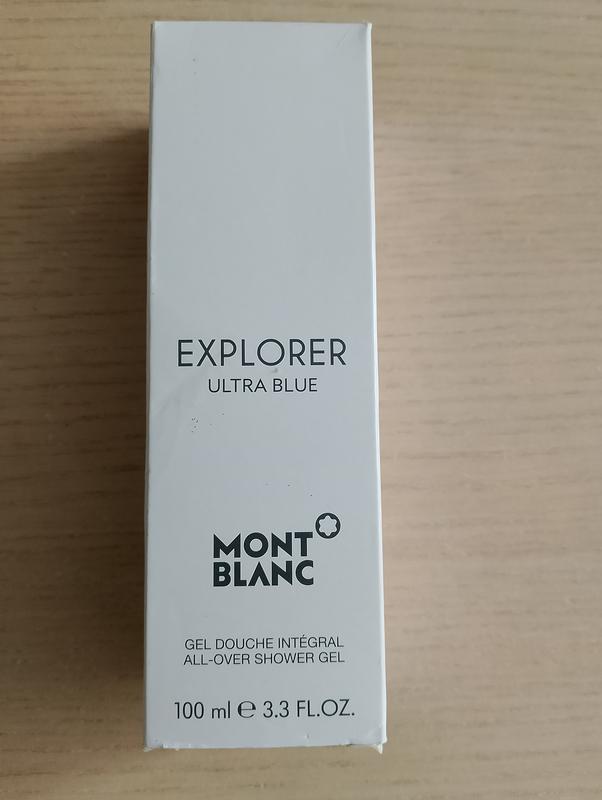 EXPLORER
ULTRA BLUE
MONT
BLANC
GEL DOUCHE INTÉGRAL
ALL-OVER SHOWER GEL
100 ml ℮ 3.3 FL.OZ.